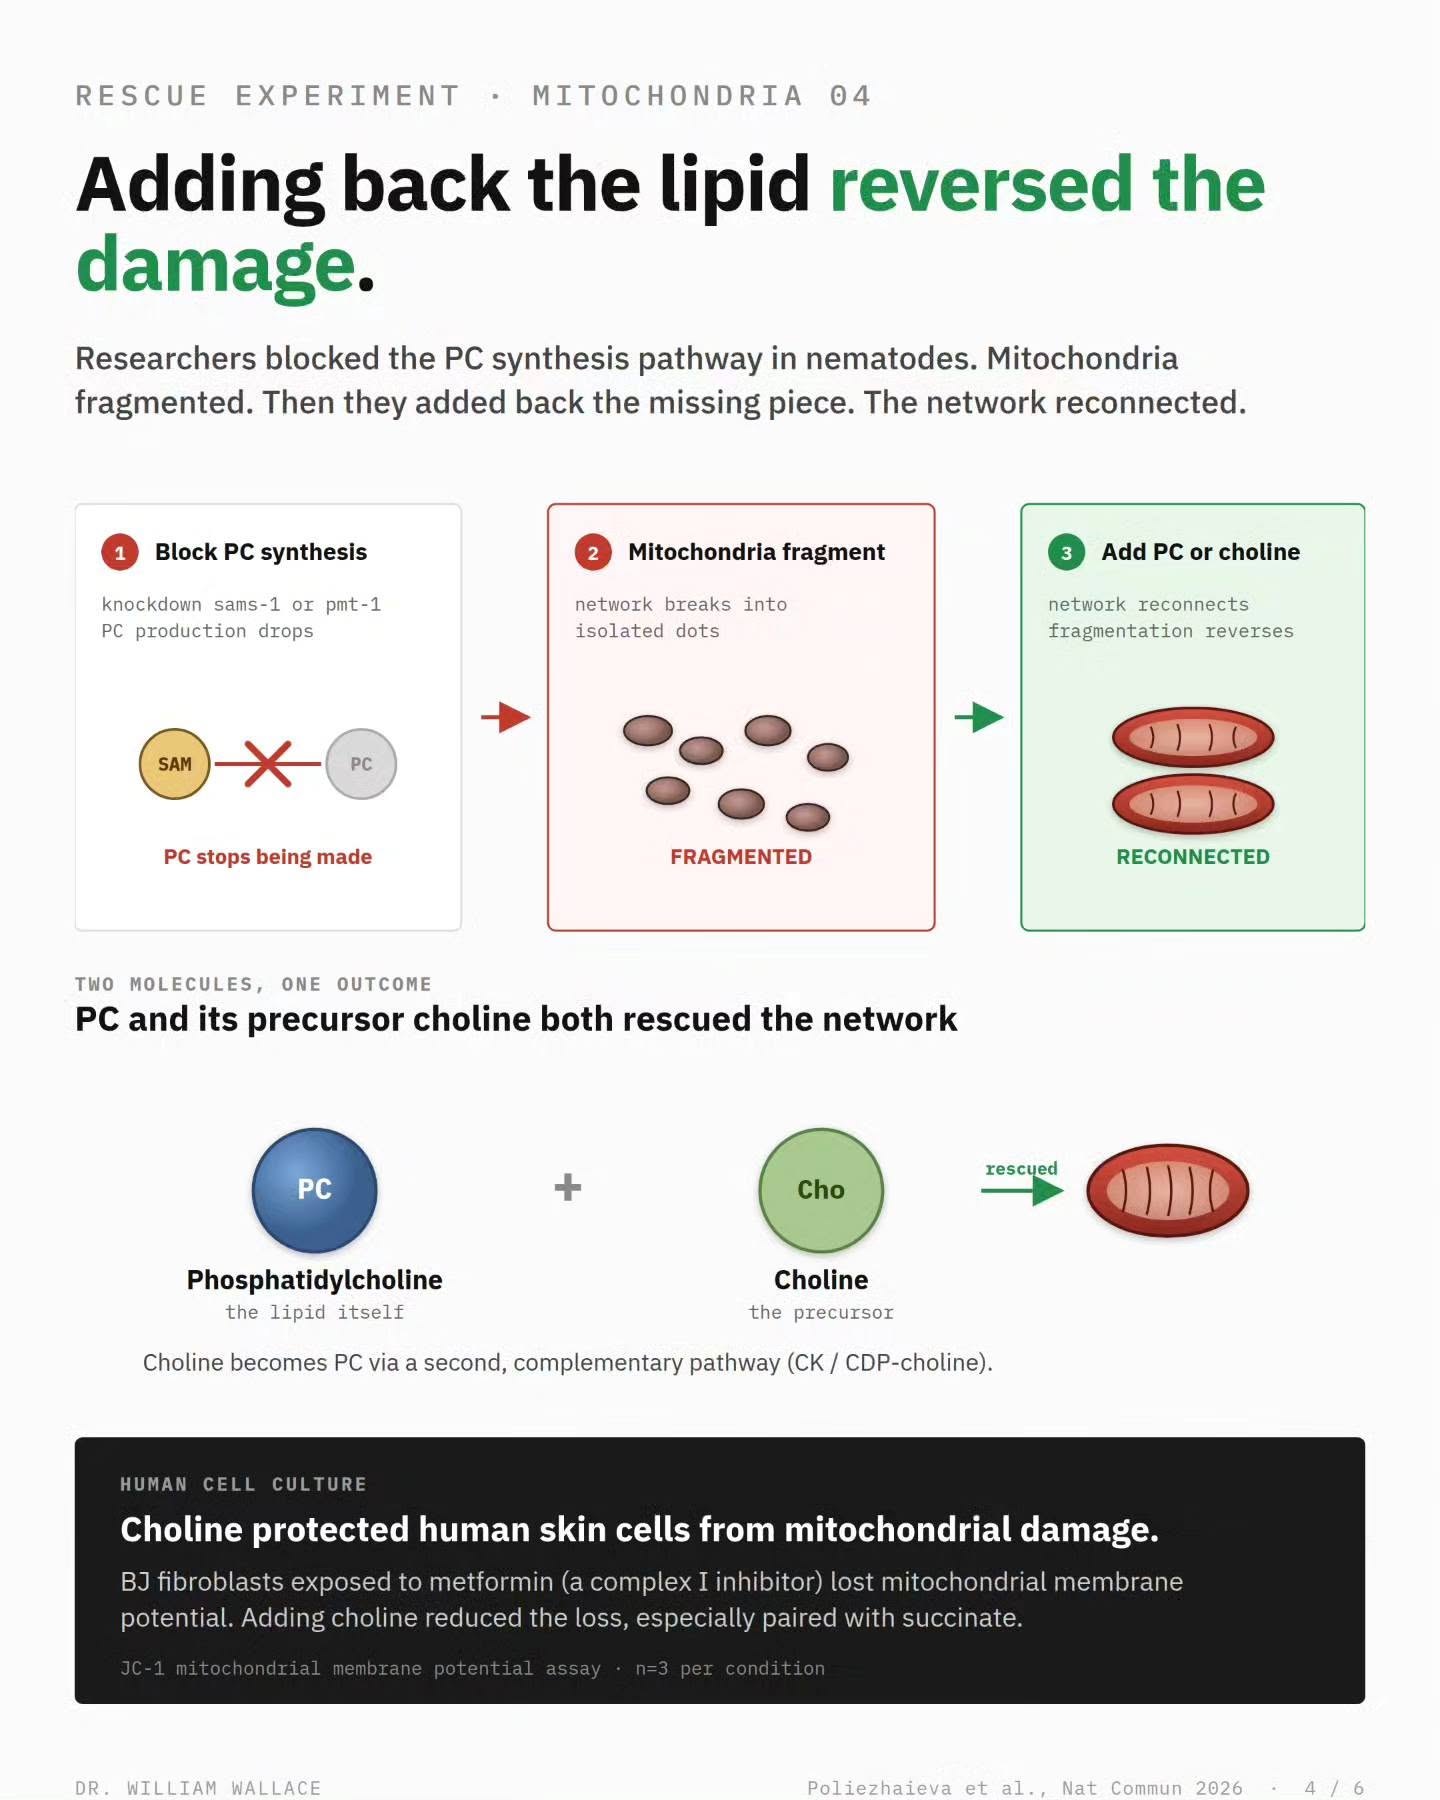 RESCUE EXPERIMENT · MITOCHONDRIA 04
Adding back the lipid reversed the
damage.
Researchers blocked the PC synthesis pathway in nematodes. Mitochondria
fragmented. Then they added back the missing piece. The network reconnected.
1 Block PC synthesis
knockdown sams-1 or pmt-1
PC production drops
SAM PC
PC stops being made
2 Mitochondria fragment
network breaks into
isolated dots
FRAGMENTED
3 Add PC or choline
network reconnects
fragmentation reverses
RECONNECTED
TWO MOLECULES, ONE OUTCOME
PC and its precursor choline both rescued the network
PC + Cho rescued
Phosphatidylcholine
the lipid itself
Choline
the precursor
Choline becomes PC via a second, complementary pathway (CK / CDP-choline).
HUMAN CELL CULTURE
Choline protected human skin cells from mitochondrial damage.
BJ fibroblasts exposed to metformin (a complex I inhibitor) lost mitochondrial membrane
potential. Adding choline reduced the loss, especially paired with succinate.
JC-1 mitochondrial membrane potential assay · n=3 per condition
DR. WILLIAM WALLACE
Poliezhaieva et al., Nat Commun 2026 · 4 / 6